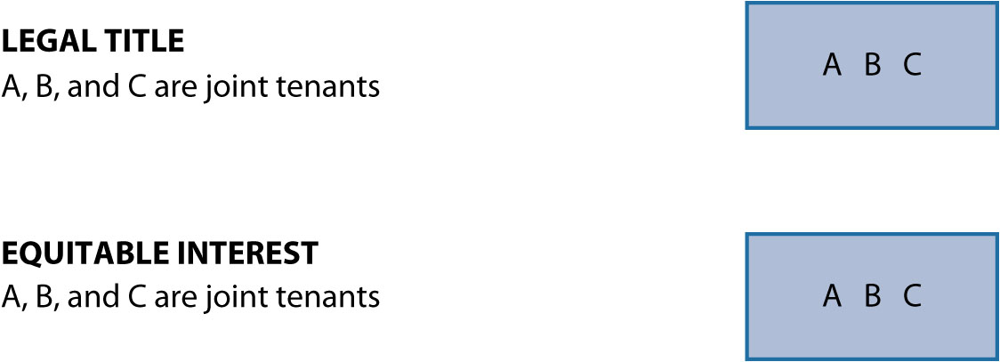 LEGAL TITLE
A, B, and C are joint tenants
A B C
EQUITABLE INTEREST
A, B, and C are joint tenants
A B C